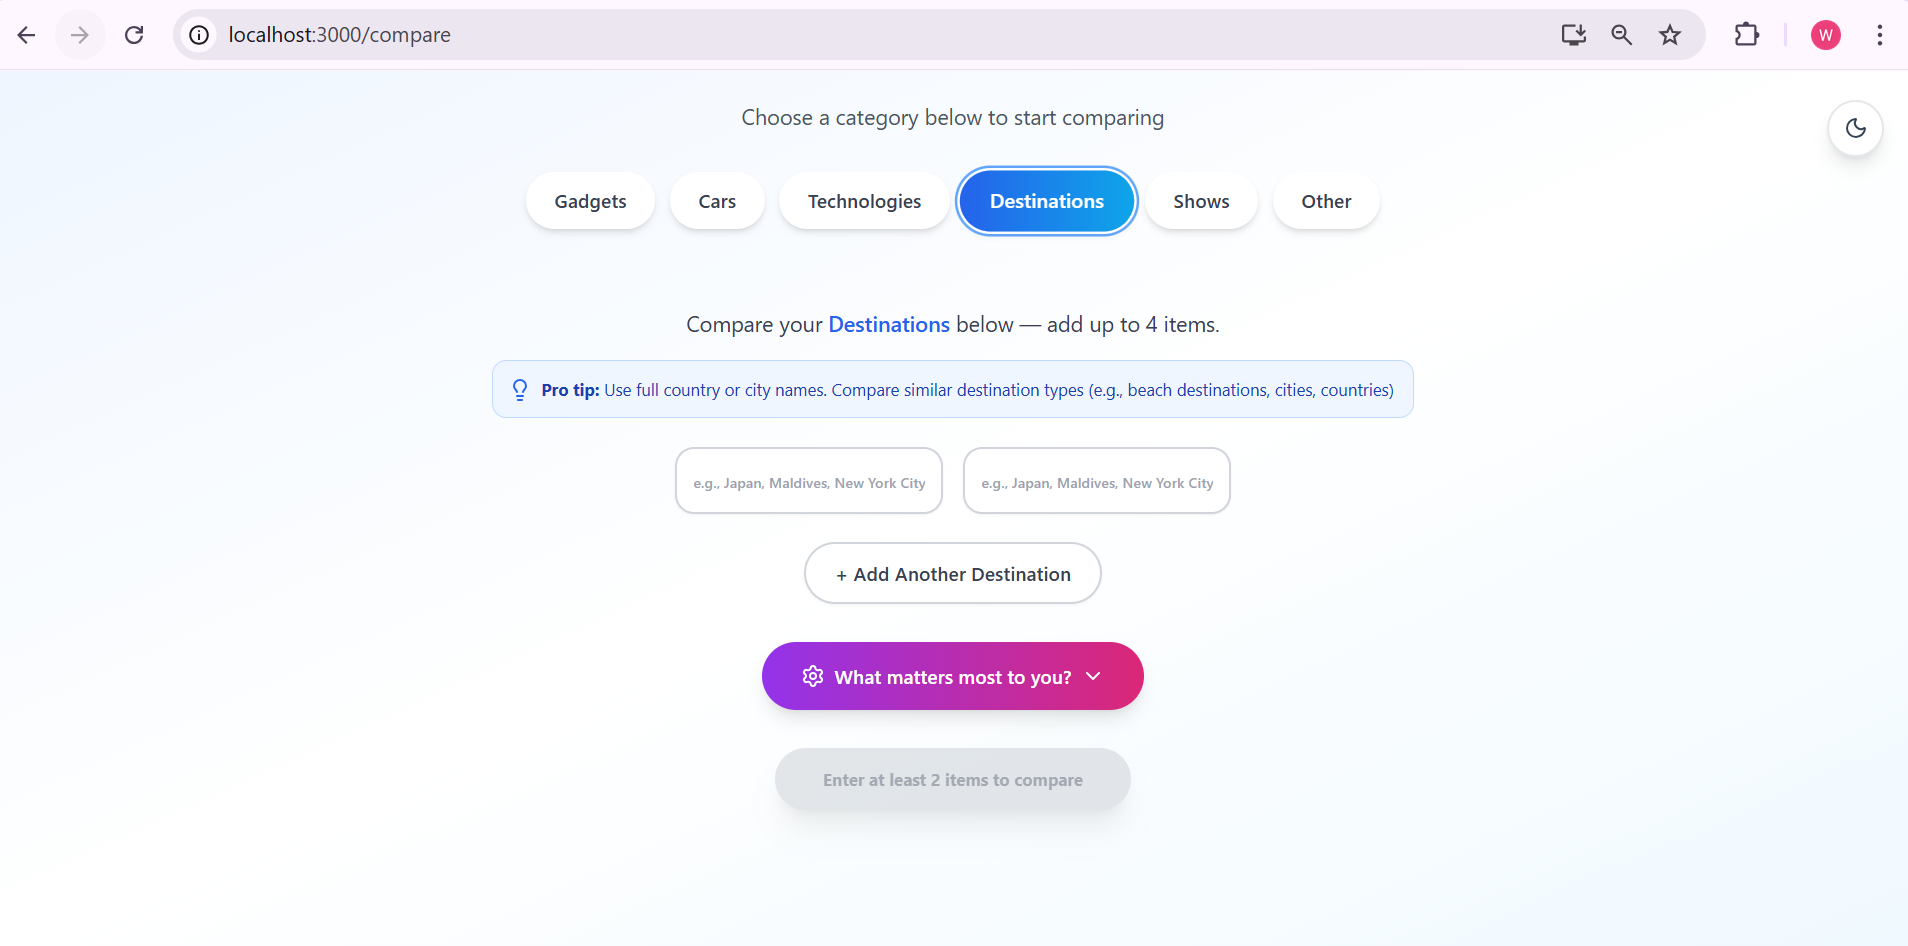 localhost:3000/compare
W
Choose a category below to start comparing
Gadgets
Cars
Technologies
Destinations
Shows
Other
Compare your Destinations below — add up to 4 items.
Pro tip: Use full country or city names. Compare similar destination types (e.g., beach destinations, cities, countries)
e.g., Japan, Maldives, New York City
e.g., Japan, Maldives, New York City
+ Add Another Destination
What matters most to you?
Enter at least 2 items to compare